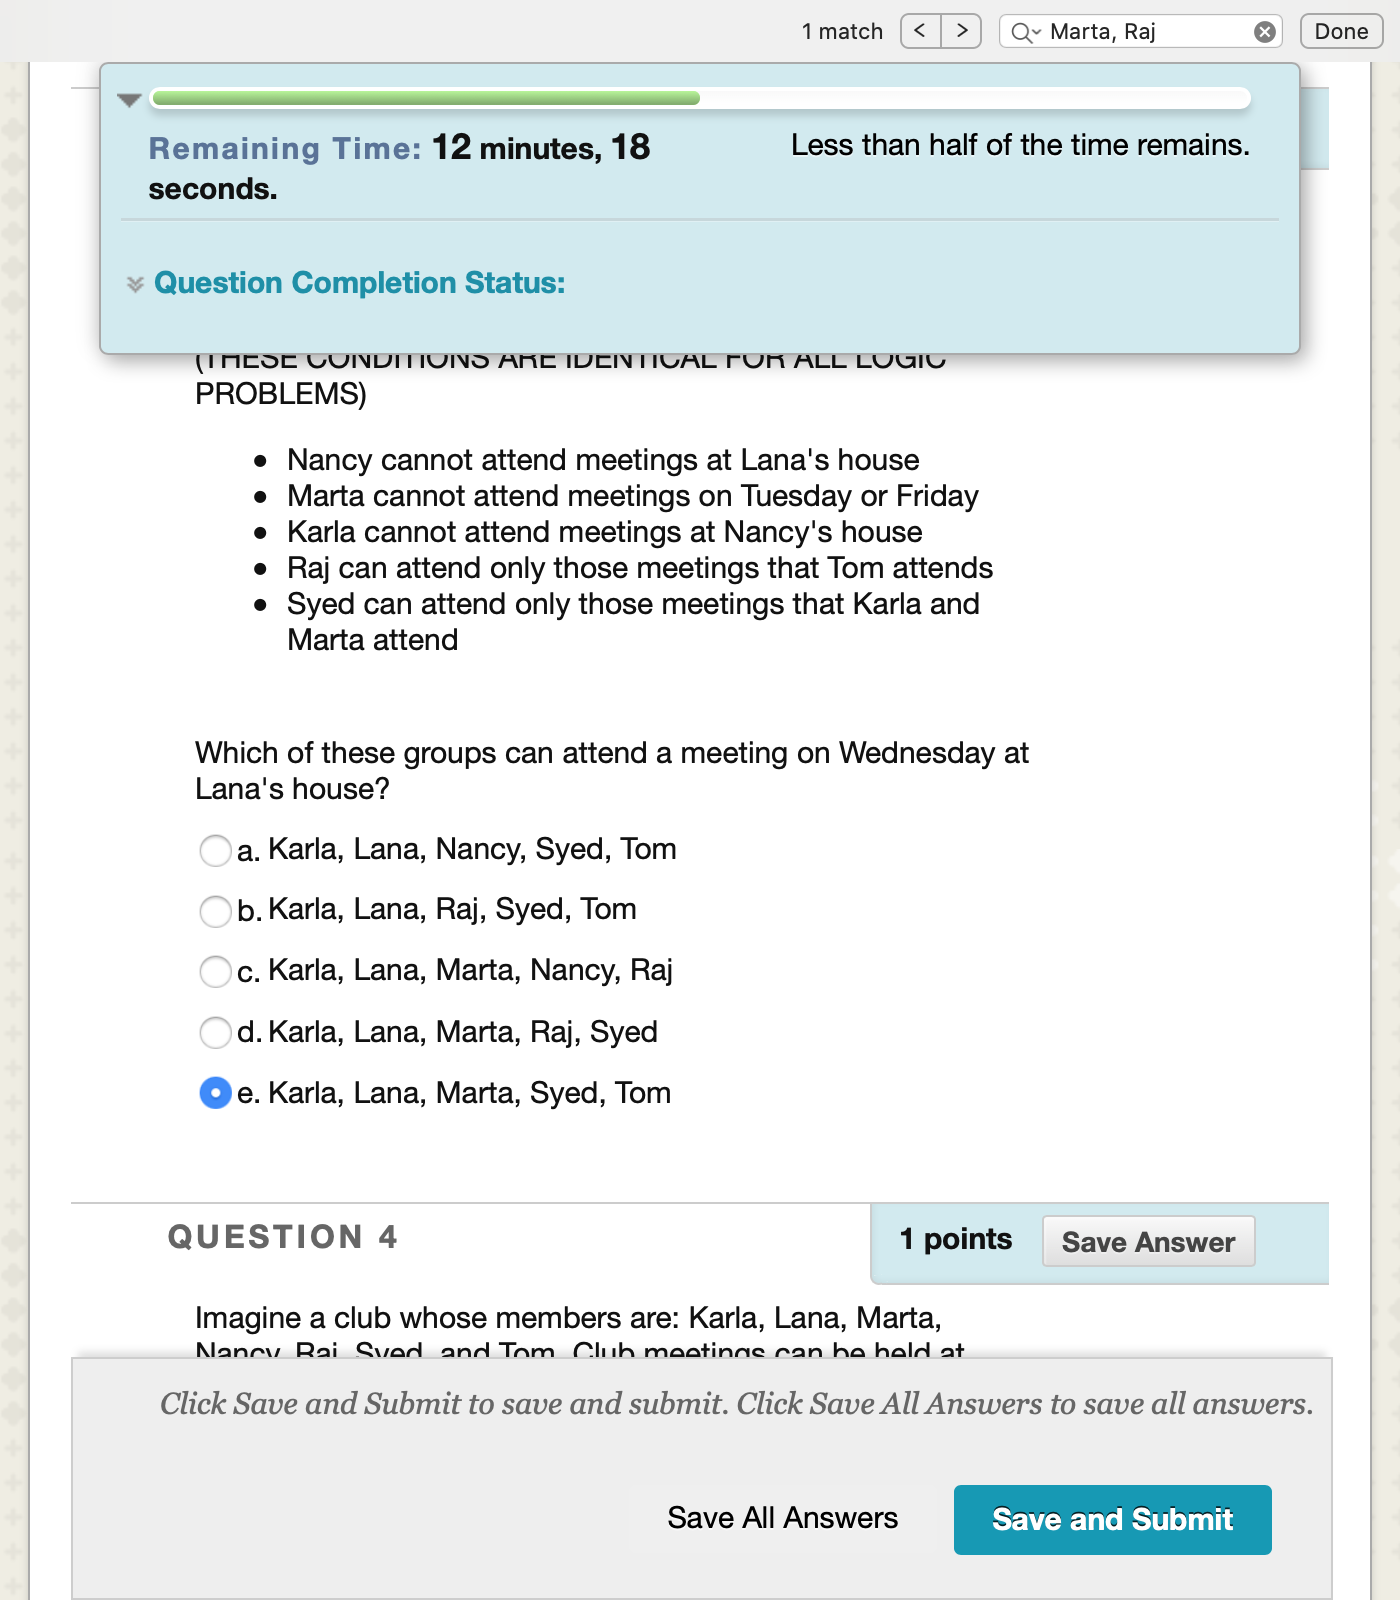 1 match < > Marta, Raj Done
Remaining Time: 12 minutes, 18 seconds.
Less than half of the time remains.
Question Completion Status:
(THESE CONDITIONS ARE IDENTICAL FOR ALL LOGIC
PROBLEMS)
• Nancy cannot attend meetings at Lana's house
• Marta cannot attend meetings on Tuesday or Friday
• Karla cannot attend meetings at Nancy's house
• Raj can attend only those meetings that Tom attends
• Syed can attend only those meetings that Karla and
Marta attend
Which of these groups can attend a meeting on Wednesday at
Lana's house?
a. Karla, Lana, Nancy, Syed, Tom
b. Karla, Lana, Raj, Syed, Tom
c. Karla, Lana, Marta, Nancy, Raj
d. Karla, Lana, Marta, Raj, Syed
e. Karla, Lana, Marta, Syed, Tom
QUESTION 4
1 points Save Answer
Imagine a club whose members are: Karla, Lana, Marta,
Nancy, Raj, Syed, and Tom. Club meetings can be held at
Click Save and Submit to save and submit. Click Save All Answers to save all answers.
Save All Answers Save and Submit